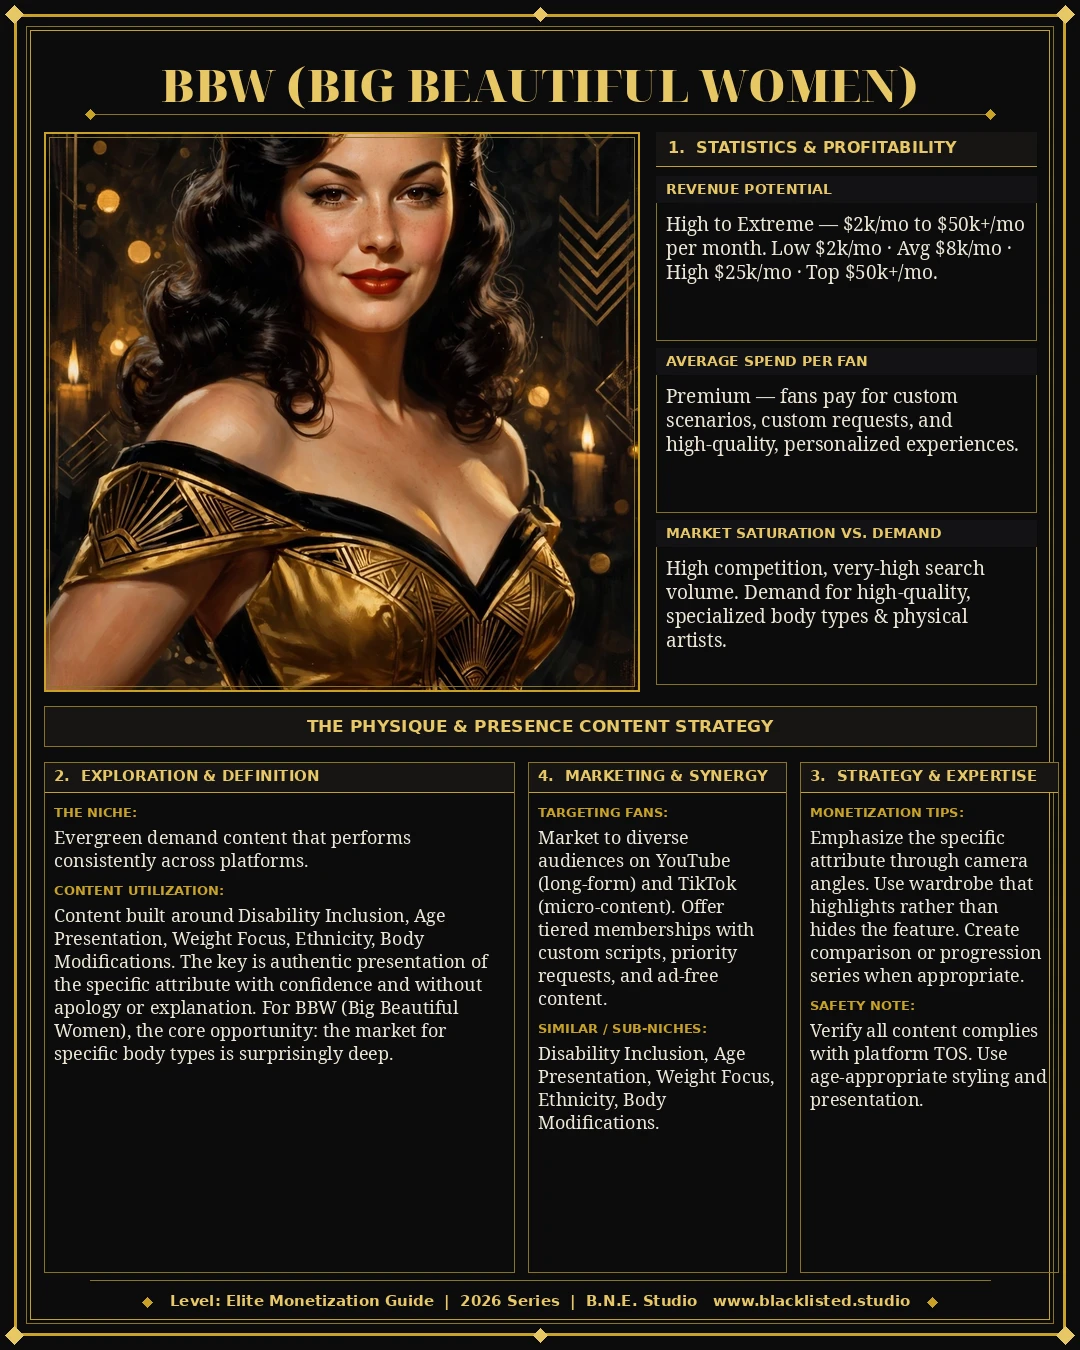 BBW (BIG BEAUTIFUL WOMEN)
1. STATISTICS & PROFITABILITY
REVENUE POTENTIAL
High to Extreme — $2k/mo to $50k+/mo
per month. Low $2k/mo · Avg $8k/mo ·
High $25k/mo · Top $50k+/mo.
AVERAGE SPEND PER FAN
Premium — fans pay for custom
scenarios, custom requests, and
high-quality, personalized experiences.
MARKET SATURATION VS. DEMAND
High competition, very-high search
volume. Demand for high-quality,
specialized body types & physical
artists.
THE PHYSIQUE & PRESENCE CONTENT STRATEGY
2. EXPLORATION & DEFINITION
THE NICHE:
Evergreen demand content that performs
consistently across platforms.
CONTENT UTILIZATION:
Content built around Disability Inclusion, Age
Presentation, Weight Focus, Ethnicity, Body
Modifications. The key is authentic presentation of
the specific attribute with confidence and without
apology or explanation. For BBW (Big Beautiful
Women), the core opportunity: the market for
specific body types is surprisingly deep.
4. MARKETING & SYNERGY
TARGETING FANS:
Market to diverse
audiences on YouTube
(long-form) and TikTok
(micro-content). Offer
tiered memberships with
custom scripts, priority
requests, and ad-free
content.
SIMILAR / SUB-NICHES:
Disability Inclusion, Age
Presentation, Weight Focus,
Ethnicity, Body
Modifications.
3. STRATEGY & EXPERTISE
MONETIZATION TIPS:
Emphasize the specific
attribute through camera
angles. Use wardrobe that
highlights rather than
hides the feature. Create
comparison or progression
series when appropriate.
SAFETY NOTE:
Verify all content complies
with platform TOS. Use
age-appropriate styling and
presentation.
Level: Elite Monetization Guide | 2026 Series | B.N.E. Studio www.blacklisted.studio